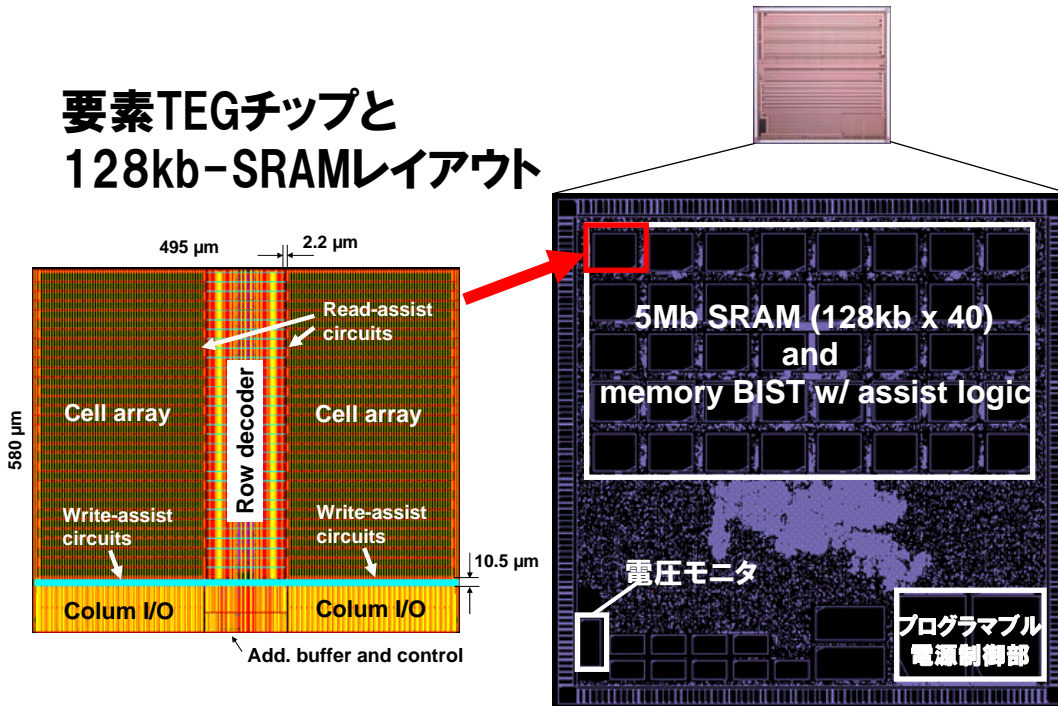 要素TEGチップと
128kb-SRAMレイアウト
495 µm
2.2 µm
580 µm
Read-assist
circuits
Cell array
Row decoder
Cell array
Write-assist
circuits
Write-assist
circuits
10.5 µm
Colum I/O
Colum I/O
Add. buffer and control
5Mb SRAM (128kb x 40)
and
memory BIST w/ assist logic
電圧モニタ
プログラマブル
電源制御部